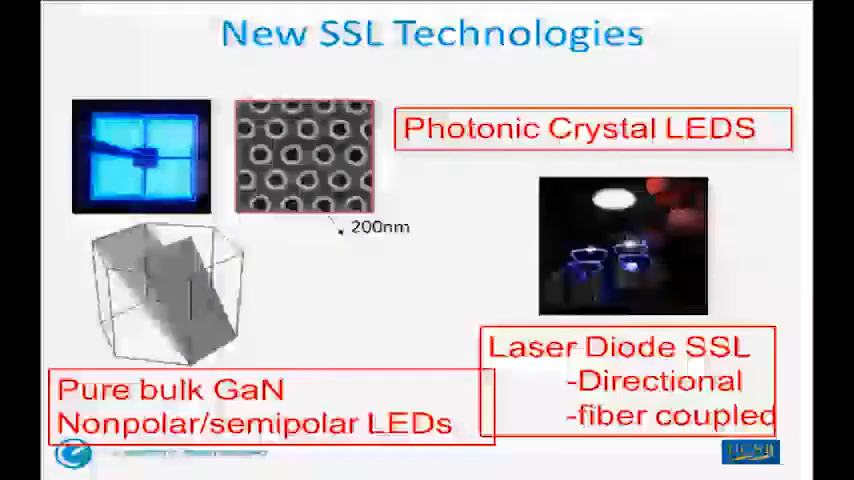 New SSL Technologies
Photonic Crystal LEDS
200nm
Laser Diode SSL
-Directional
-fiber coupled
Pure bulk GaN
Nonpolar/semipolar LEDs
UCSB